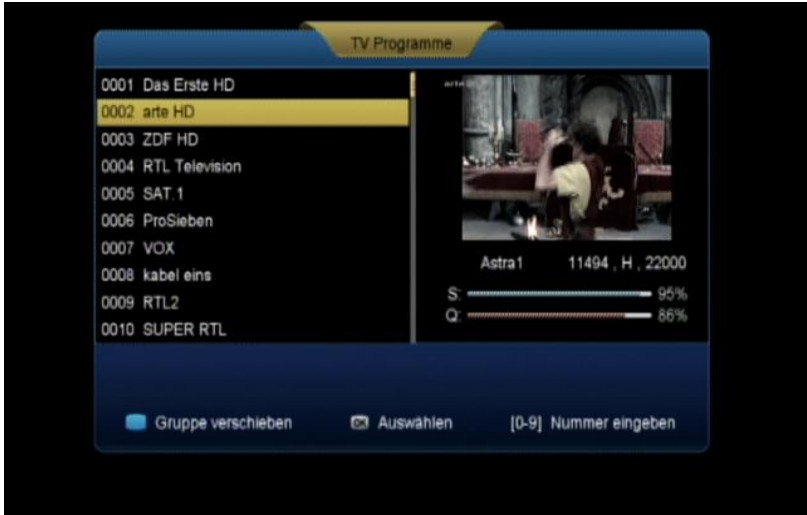 TV Programme
0001 Das Erste HD
0002 arte HD
0003 ZDF HD
0004 RTL Television
0005 SAT.1
0006 ProSieben
0007 VOX
0008 kabel eins
0009 RTL2
0010 SUPER RTL
arte
Astra1 11494 , H , 22000
S: 95%
Q: 86%
Gruppe verschieben
OK Auswählen
[0-9] Nummer eingeben